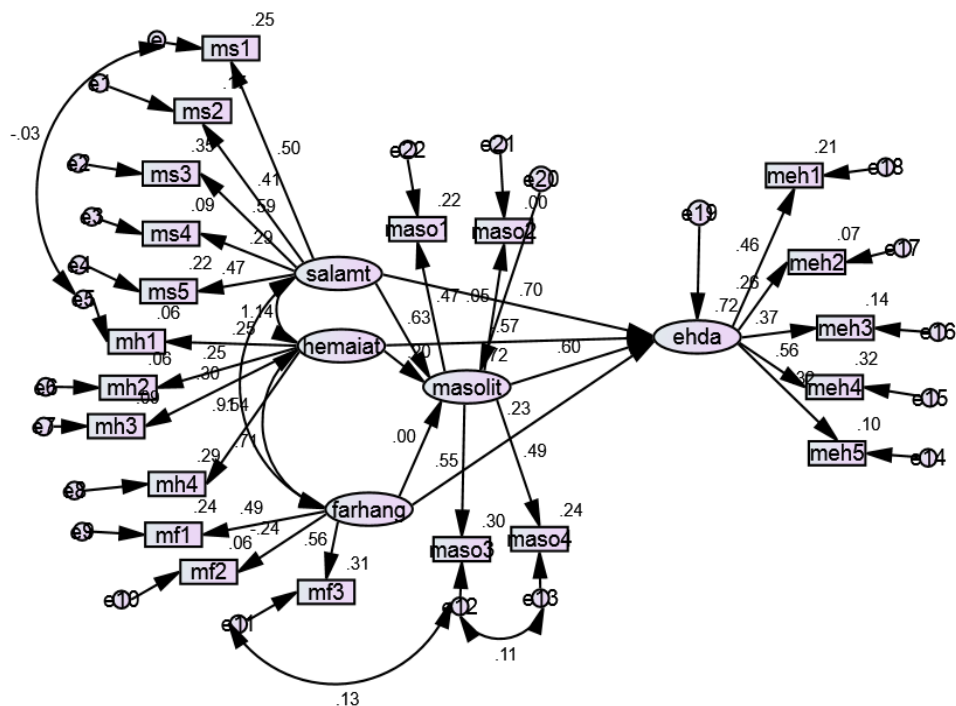 .25
e
ms1
e1
.1
ms2
-.03
.50
e22
e21
.35
.21
e2
ms3
.41
e20
meh1
e18
.09
.59
.22
.00
e3
ms4
maso1
maso2
e19
.29
.46
.07
e17
meh2
e4
.22
.47
salamt
.26
ms5
.47
.05
.70
.72
.14
e5
.06
1.14
.63
.57
ehda
.37
meh3
e16
mh1
.25
hemaiat
.72
.60
.06
.25
.56
.32
e6
mh2
.30
masolit
meh4
e15
.09
e7
mh3
.23
.10
.71
.00
.49
meh5
e14
.29
.55
e8
mh4
farhang
.24
.49
-.24
.30
.24
e9
mf1
.06
.56
maso3
maso4
mf2
.31
e10
mf3
e12
e13
e11
.11
.13